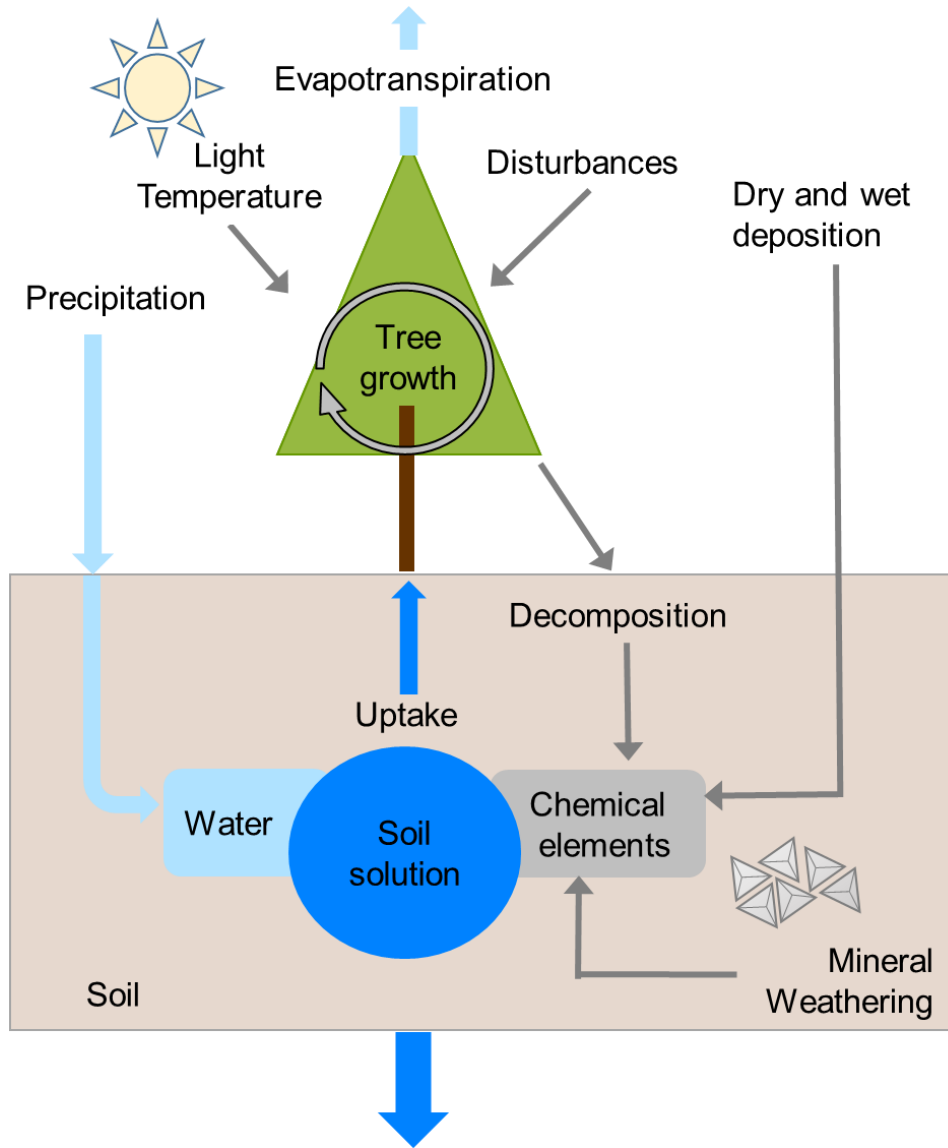 Evapotranspiration
Light
Temperature
Disturbances
Dry and wet
deposition
Precipitation
Tree
growth
Decomposition
Uptake
Water
Soil
solution
Chemical
elements
Mineral
Weathering
Soil